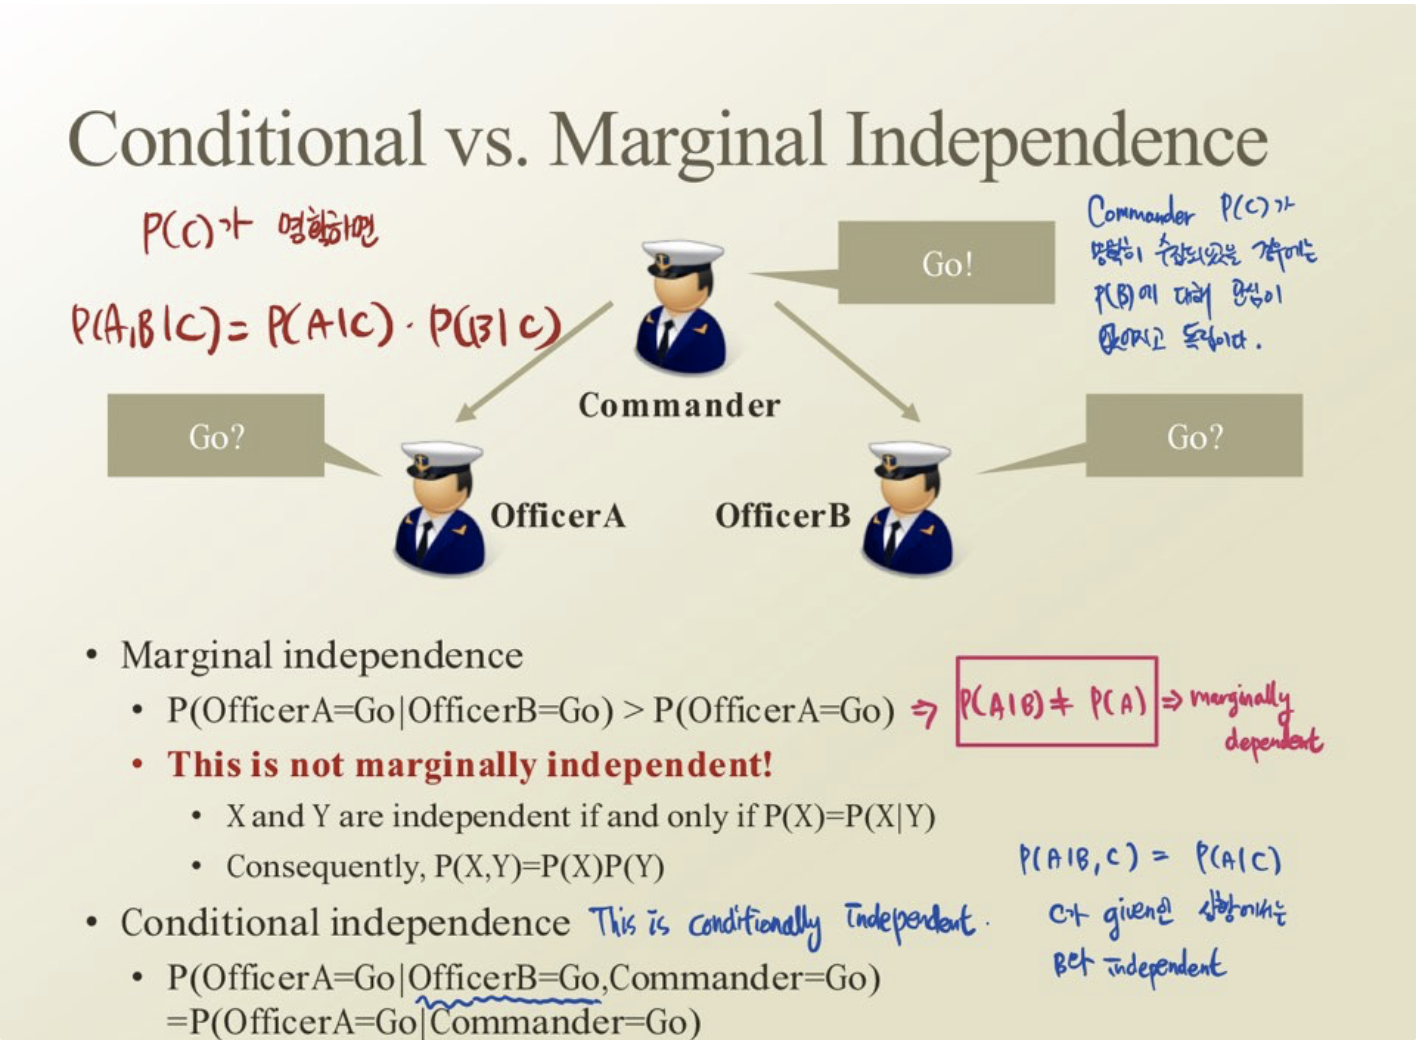 Conditional vs. Marginal Independence
P(C)가 명확하면
P(A,B|C) = P(A|C) · P(B|C)
Go!
Commander P(C)가
명확히 수집되었을 경우에는
P(B)에 대해 관심이
없어지고 독립이다.
Commander
Go?
Go?
OfficerA
OfficerB
• Marginal independence
• P(OfficerA=Go|OfficerB=Go) > P(OfficerA=Go) ⇒ P(A|B) ≠ P(A) ⇒ marginally
dependent
• This is not marginally independent!
• X and Y are independent if and only if P(X)=P(X|Y)
• Consequently, P(X,Y)=P(X)P(Y)
P(A|B,C) = P(A|C)
C가 given인 상황에서는
B와 independent
• Conditional independence This is conditionally independent.
• P(OfficerA=Go|OfficerB=Go,Commander=Go)
=P(OfficerA=Go|Commander=Go)